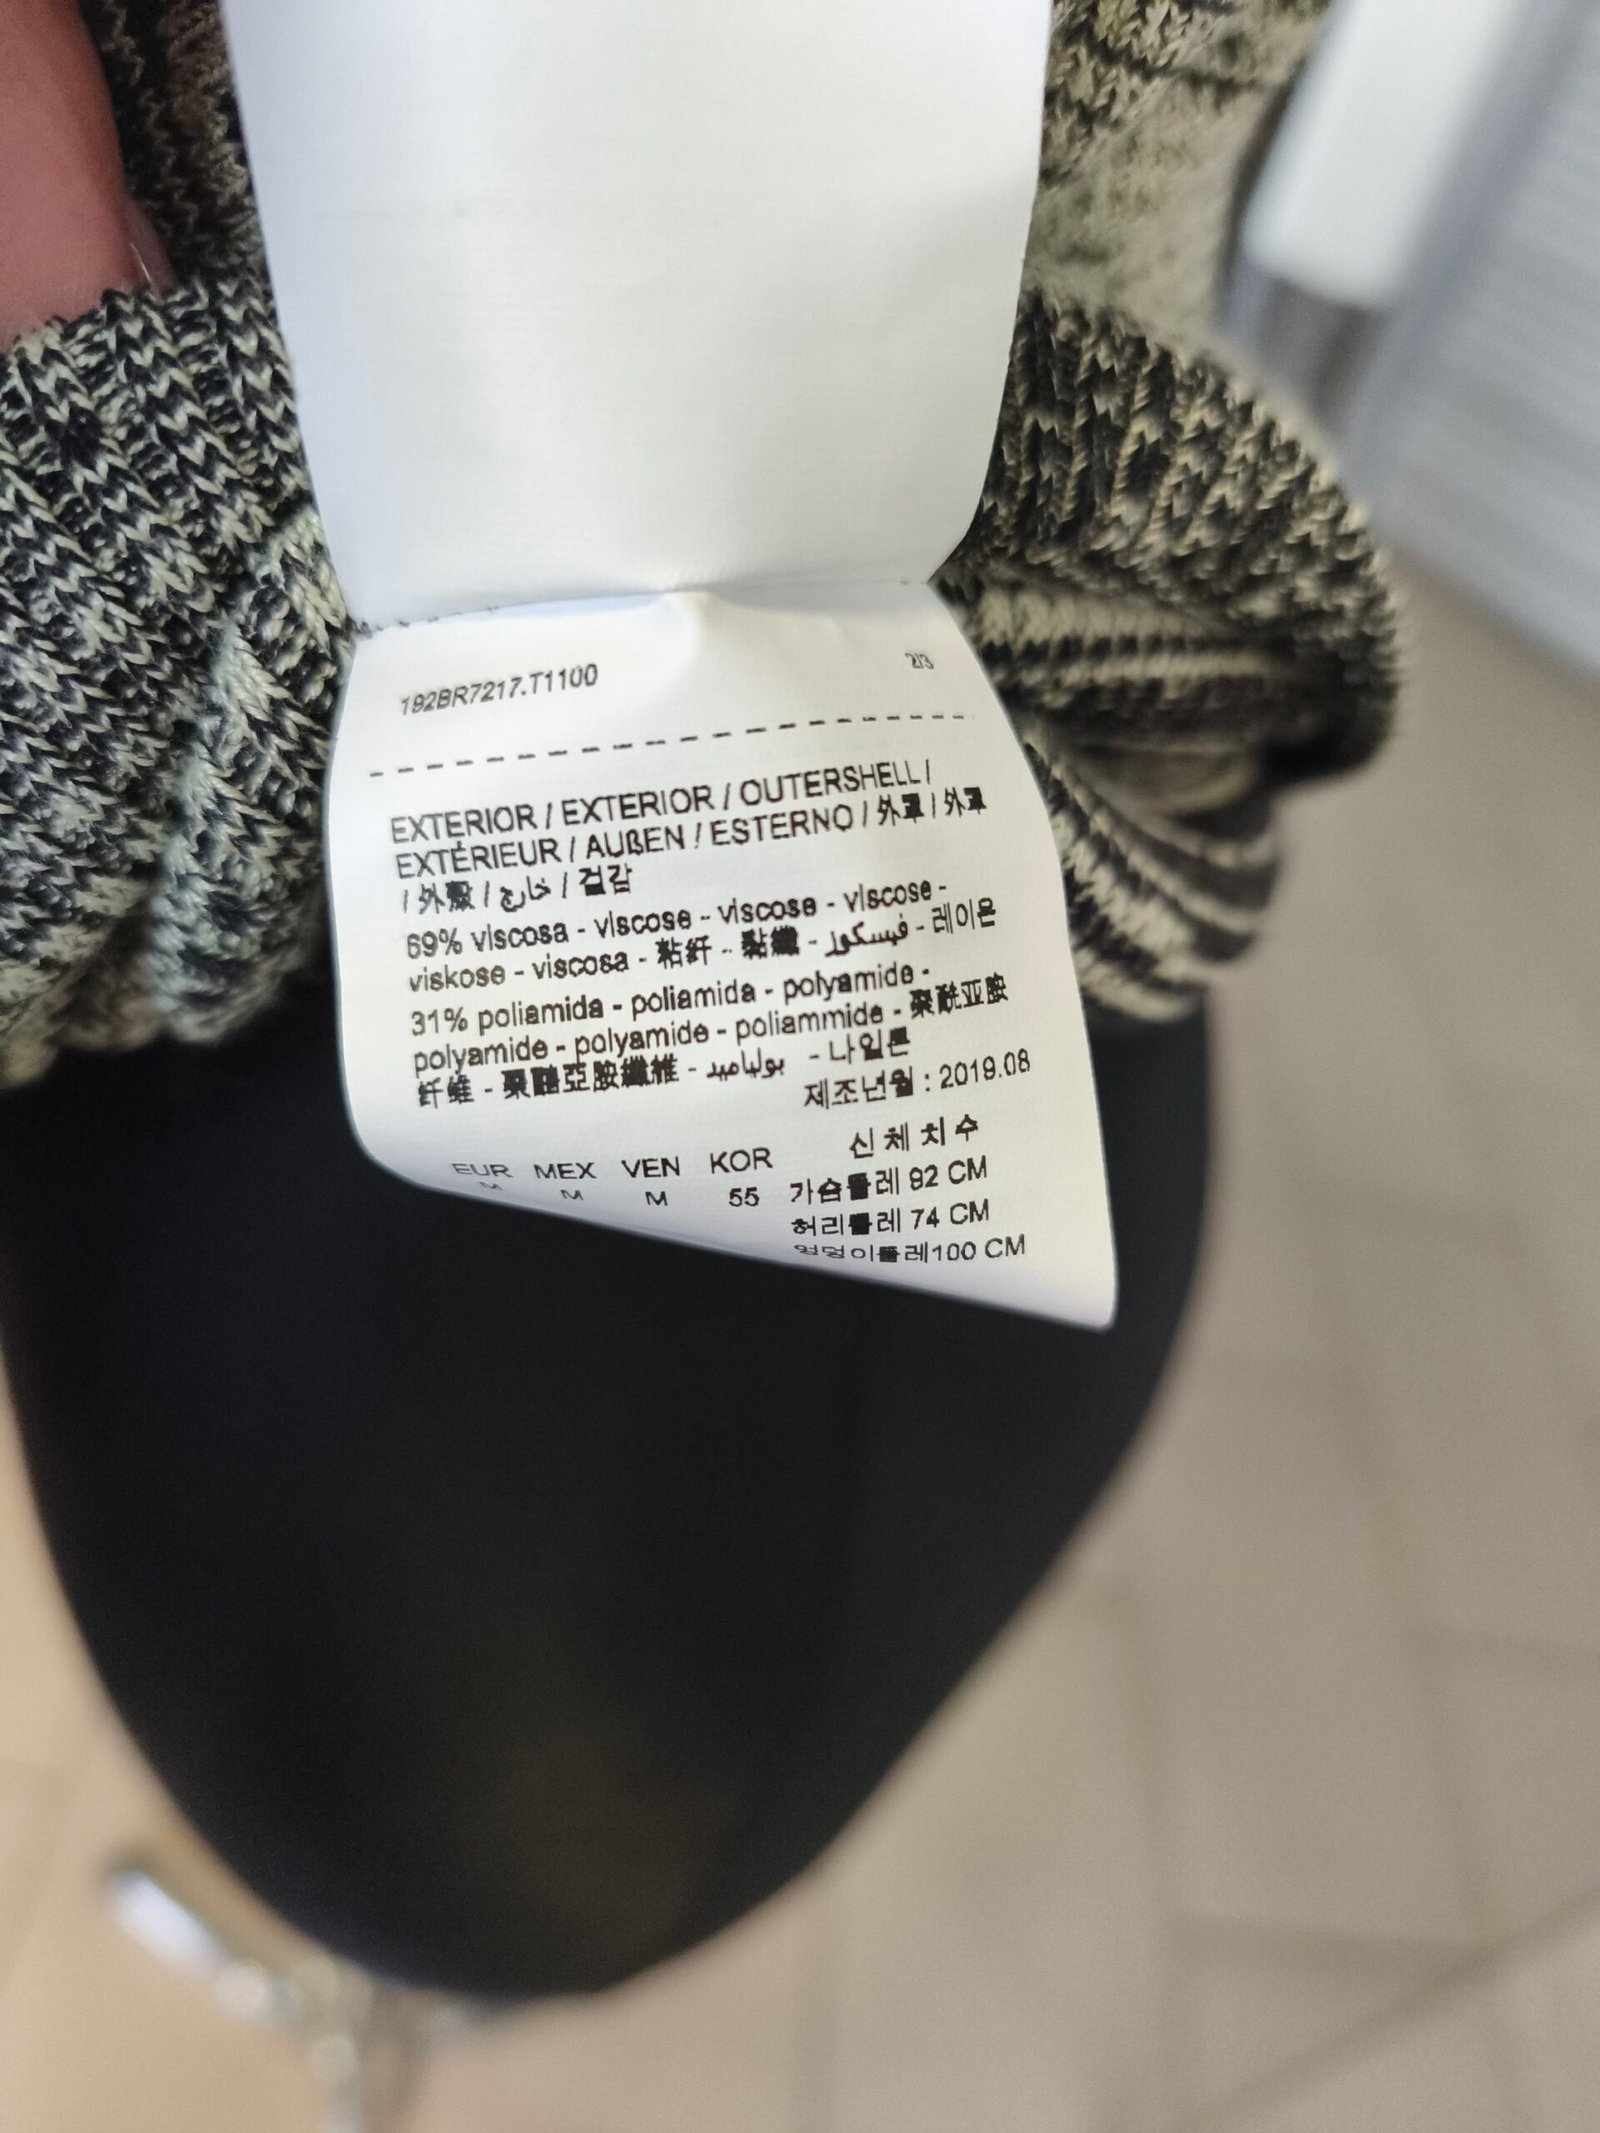 192BR7217.T1100
2/3
EXTERIOR / EXTERIOR / OUTERSHELL /
EXTÉRIEUR / AUßEN / ESTERNO / 外罩 / 外罩
/ 外殼 / خارج / 겉감
69% viscosa - viscose - viscose - viscose -
viskose - viscosa - 粘纤 - 黏纖 - فيسكوز - 레이온
31% poliamida - poliamida - polyamide -
polyamide - polyamide - poliammide - 聚酰亚胺
纤维 - 聚醯亞胺纖維 - بولياميد - 나일론
제조년월 : 2019.08
신체치수
EUR MEX VEN KOR
M M M 55
가슴둘레 92 CM
허리둘레 74 CM
엉덩이둘레100 CM